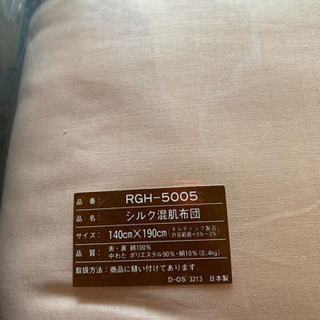 品番: RGH-5005
品名: シルク混肌布団
サイズ: 140cm×190cm (キルティング製品 許容範囲+5%-3%)
品質: 表・裏 綿100%
中わた ポリエステル90%・絹10%(0.4kg)
取扱方法: 商品に縫い付けてあります。
D-OS 3213 日本製